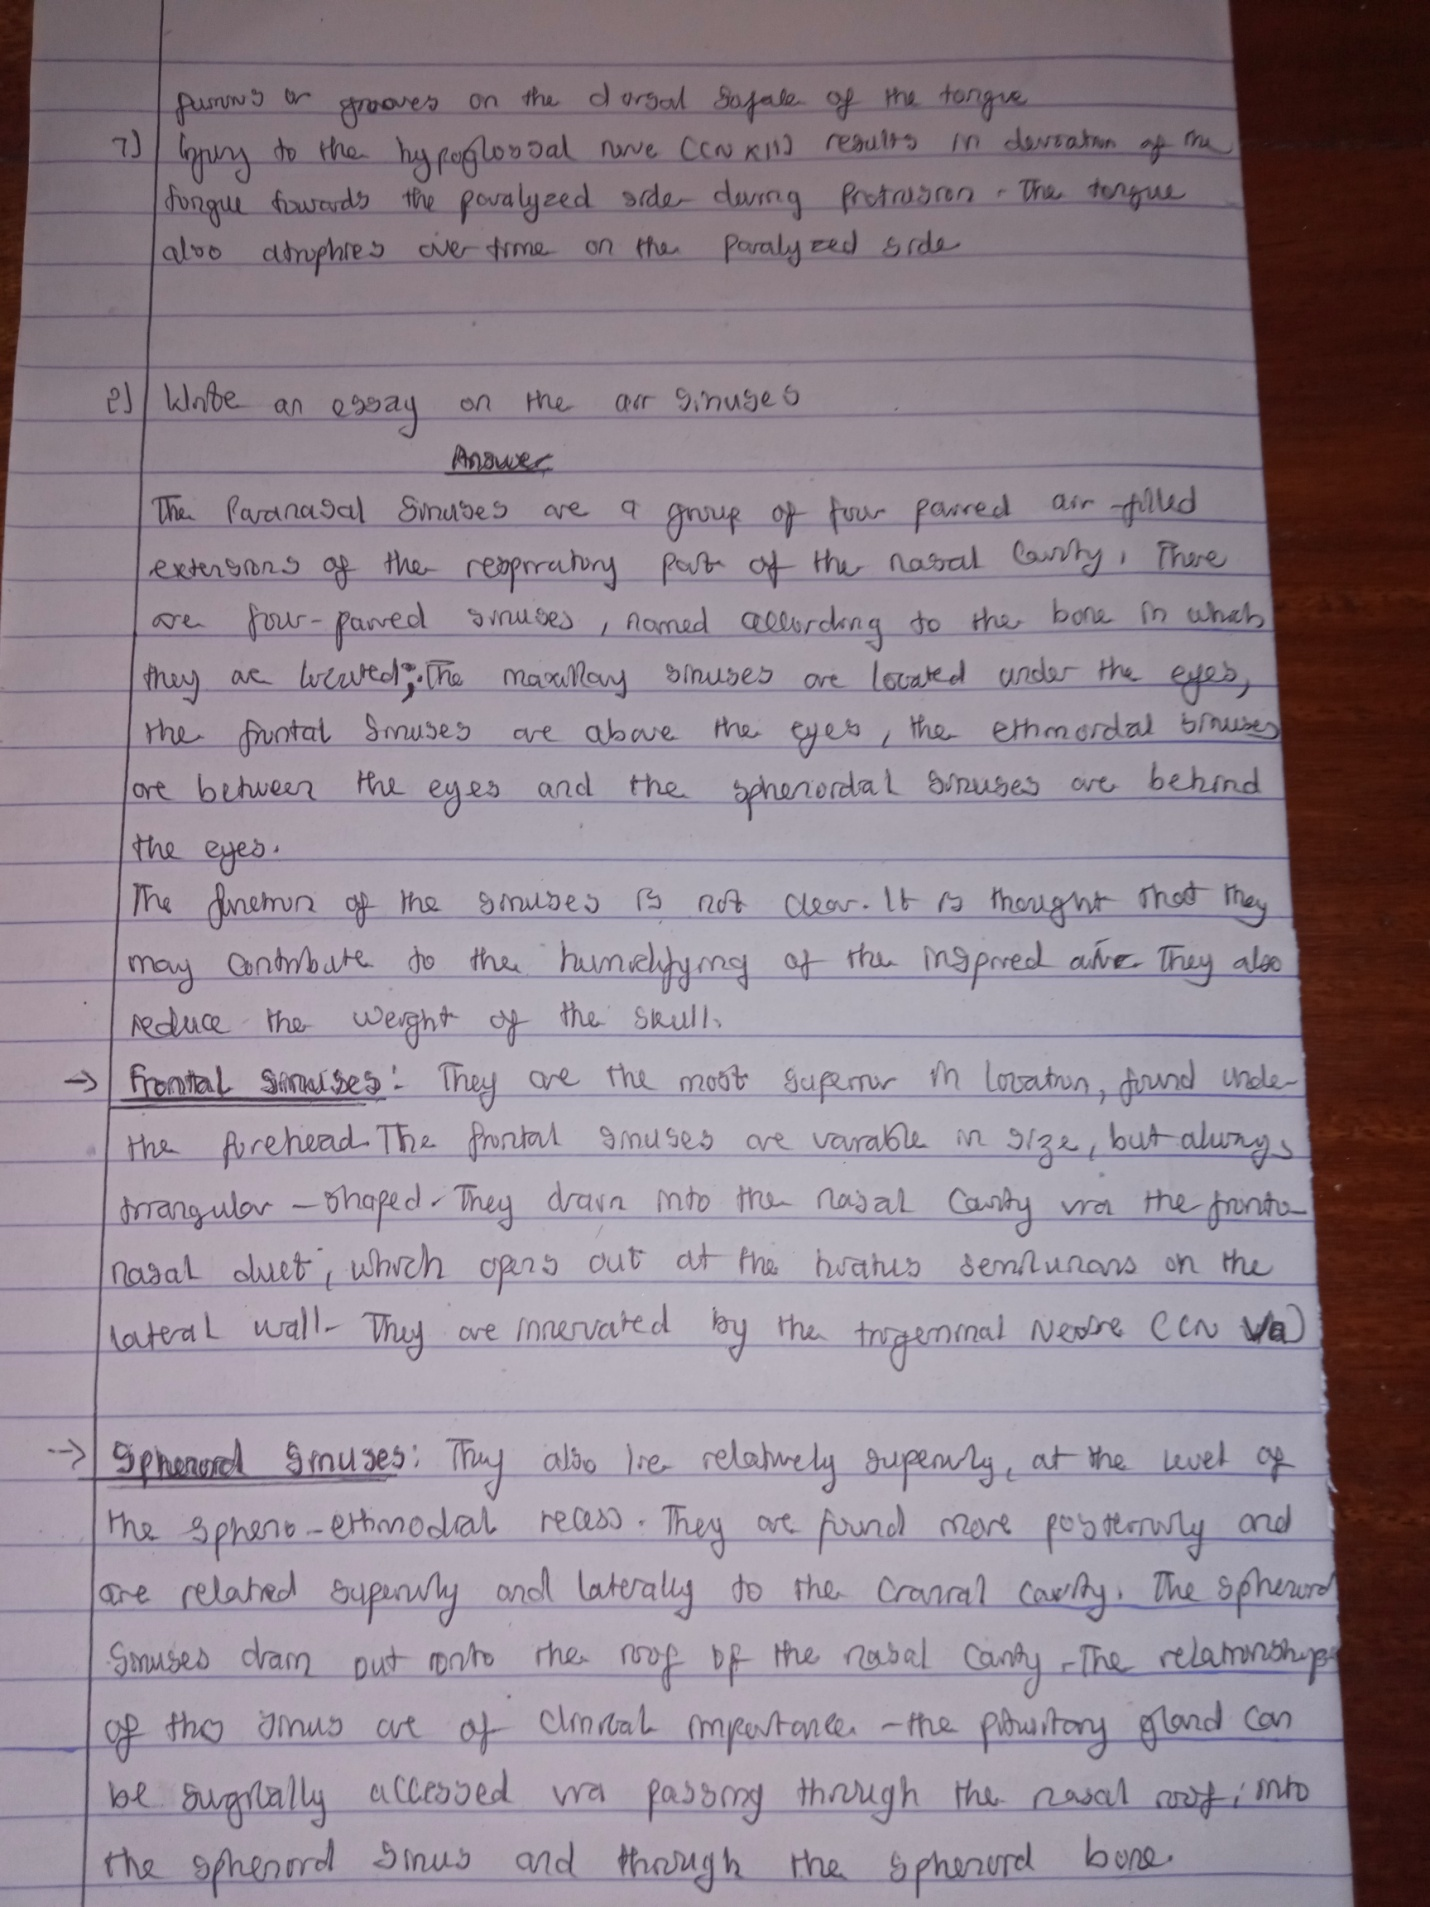 furrows or grooves on the dorsal safale of the tongue
7) Injury to the hypoglossal nerve (CN XII) results in deviation of the
tongue towards the paralyzed side during Protrusion. The tongue
also atrophies over time on the paralyzed side
2) Write an essay on the air sinuses
Answer
The Paranasal Sinuses are a group of four paired air-filled
extensions of the respiratory part of the nasal Cavity. There
are four-paired sinuses, named according to the bone in which
they are located; The maxillary sinuses are located under the eyes,
the frontal Sinuses are above the eyes, the ethmoidal sinuses
are between the eyes and the sphenoidal sinuses are behind
the eyes.
The function of the sinuses is not clear. It is thought that they
may contribute to the humidifying of the inspired air. They also
reduce the weight of the skull.
→ Frontal sinuses: They are the most superior in location, found under
the forehead. The frontal sinuses are variable in size, but always
triangular-shaped. They drain into the nasal Cavity via the fronto-
nasal duct, which opens out at the hiatus semilunaris on the
lateral wall. They are innervated by the trigeminal Nerve (CN Va)
→ Sphenoid Sinuses: They also lie relatively superiorly, at the level of
the spheno-ethmodial recess. They are found more posteriorly and
are related superiorly and laterally to the Cranial cavity. The sphenoid
Sinuses drain out onto the roof of the nasal Cavity. The relationships
of this sinus are of clinical importance - the pituitary gland can
be surgically accessed via passing through the nasal roof, into
the sphenoid sinus and through the sphenoid bone.